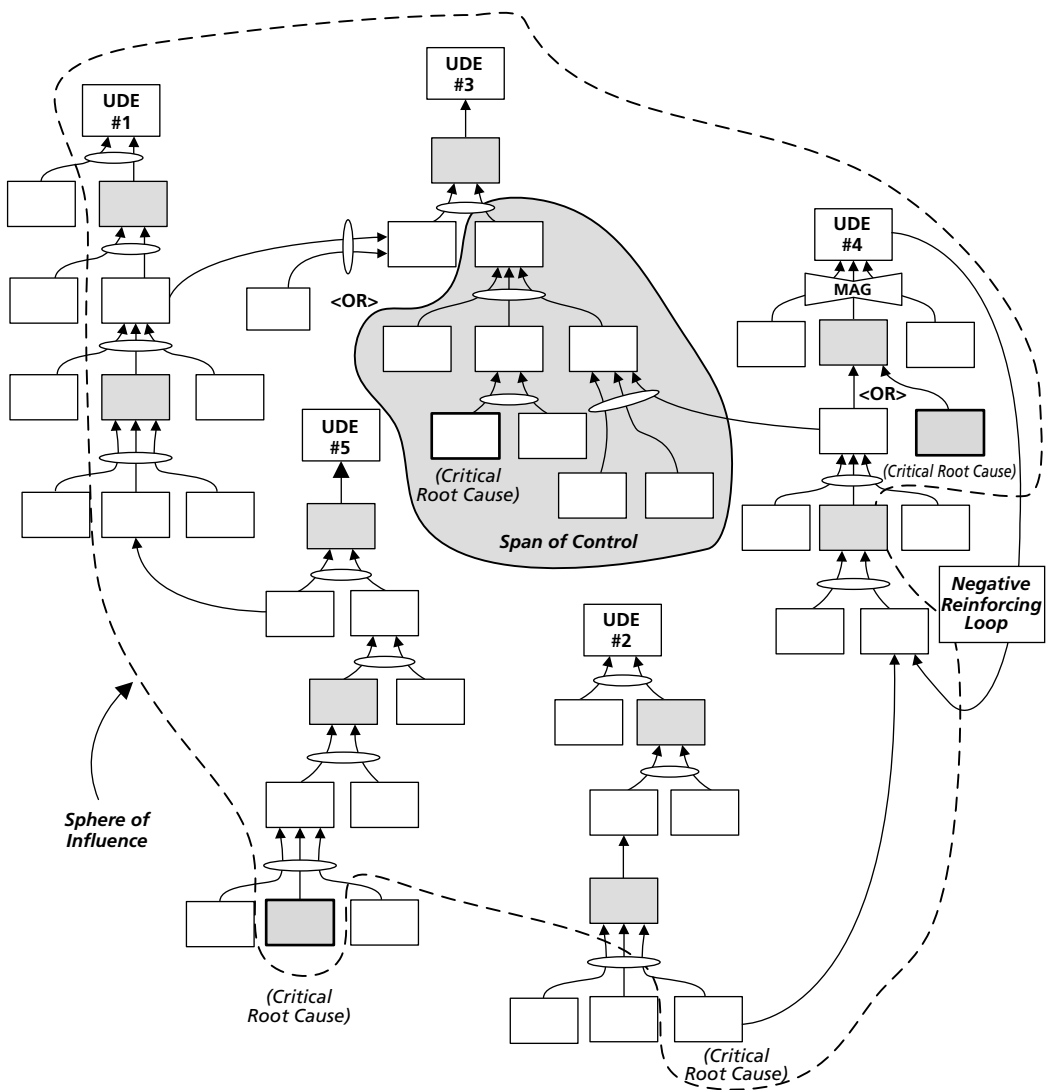 UDE
#3
UDE
#1
UDE
#4
MAG
<OR>
<OR>
UDE
#5
(Critical
Root Cause)
(Critical Root Cause)
Span of Control
Negative
Reinforcing
Loop
UDE
#2
Sphere of
Influence
(Critical
Root Cause)
(Critical
Root Cause)